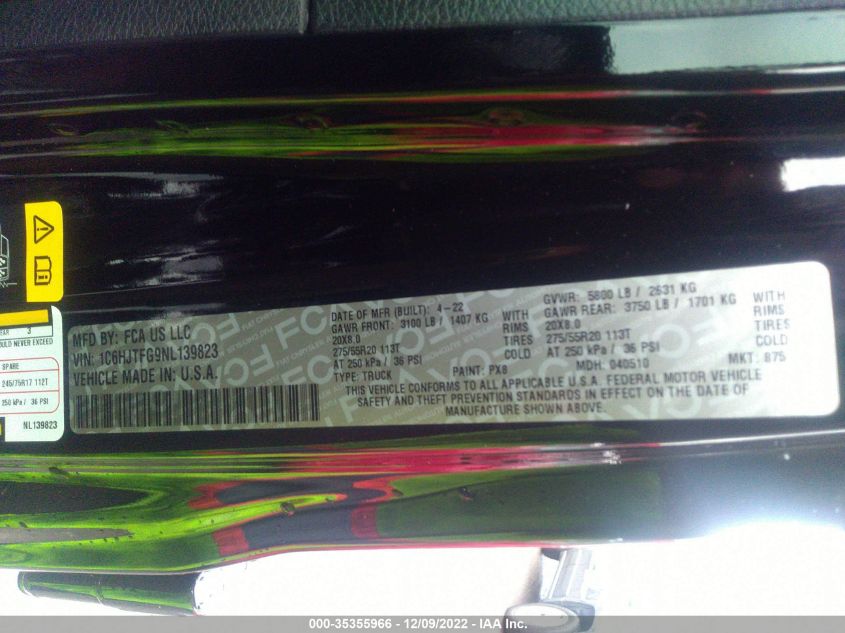 EAR 3
OULD NEVER EXCEED
SPARE
245/75R17 112T
250 kPa / 36 PSI
NL139823
MFD BY: FCA US LLC
VIN: 1C6HJTFG9NL139823
VEHICLE MADE IN: U.S.A.
DATE OF MFR (BUILT): 4-22
GAWR FRONT: 3100 LB / 1407 KG WITH
20X8.0 RIMS
275/55R20 113T TIRES
AT 250 kPa / 36 PSI COLD
GVWR: 5800 LB / 2631 KG
GAWR REAR: 3750 LB / 1701 KG WITH
20X8.0 RIMS
275/55R20 113T TIRES
AT 250 kPa / 36 PSI COLD
TYPE: TRUCK PAINT: PX8 MDH: 040510 MKT: 875
THIS VEHICLE CONFORMS TO ALL APPLICABLE U.S.A. FEDERAL MOTOR VEHICLE
SAFETY AND THEFT PREVENTION STANDARDS IN EFFECT ON THE DATE OF
MANUFACTURE SHOWN ABOVE.
000-35355966 - 12/09/2022 - IAA Inc.